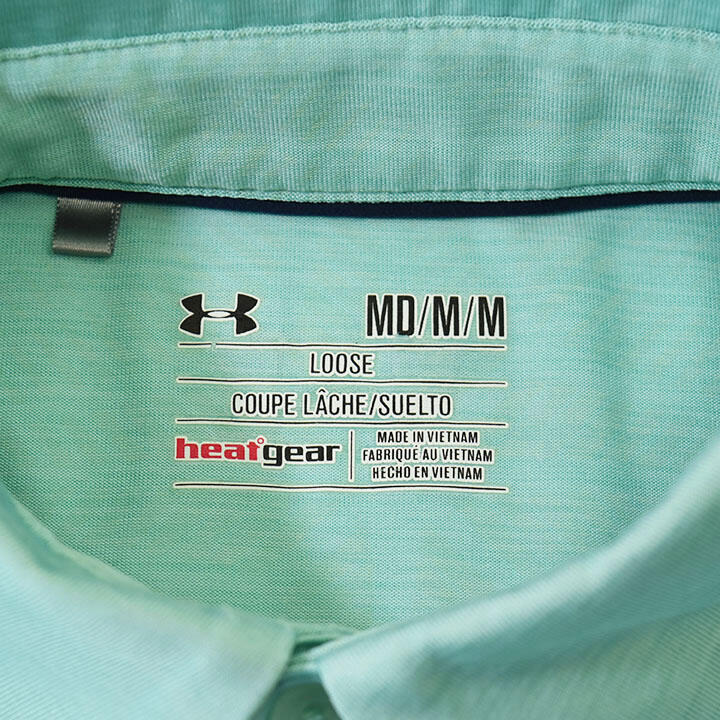 MD/M/M
LOOSE
COUPE LÂCHE/SUELTO
heatgear
MADE IN VIETNAM
FABRIQUÉ AU VIETNAM
HECHO EN VIETNAM